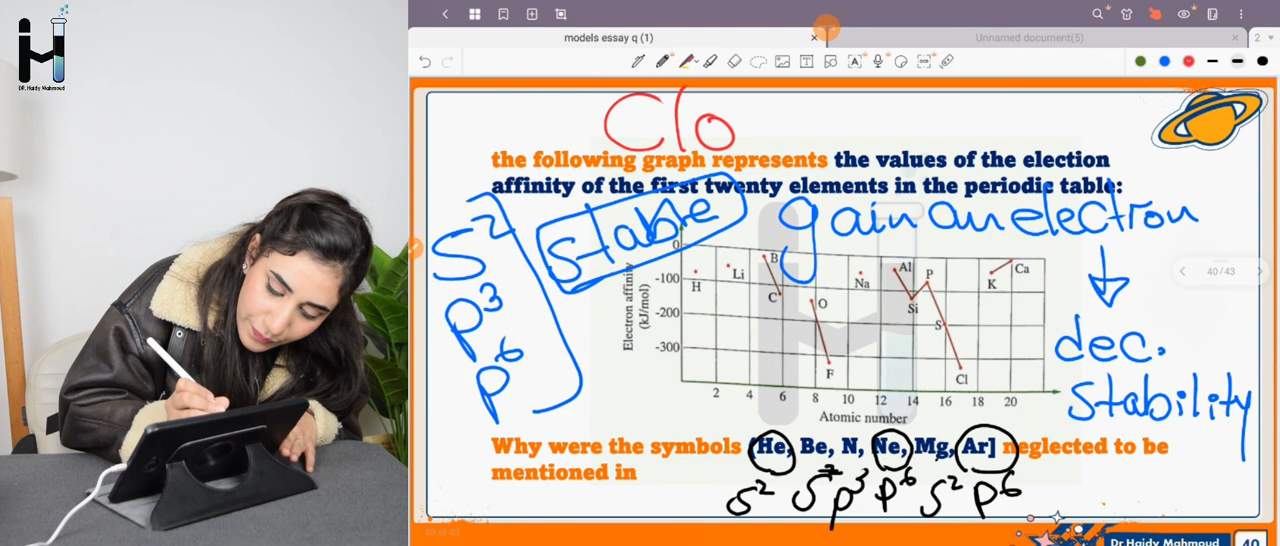 DR. Haidy Mahmoud
models essay q (1)
Unnamed document(5)
2
Clo
the following graph represents the values of the election
affinity of the first twenty elements in the periodic table:
S² stable gain an electron
p³
p⁶
dec.
stability
40/43
Electron affinity
(kJ/mol)
0
-100
-200
-300
H
Li
B
C
O
F
Na
Al
Si
P
S
Cl
K
Ca
2 4 6 8 10 12 14 16 18 20
Atomic number
Why were the symbols (He, Be, N, Ne, Mg, Ar] neglected to be
mentioned in
S² S² p³ p⁶ S² p⁶
Dr Haidy Mahmoud 40